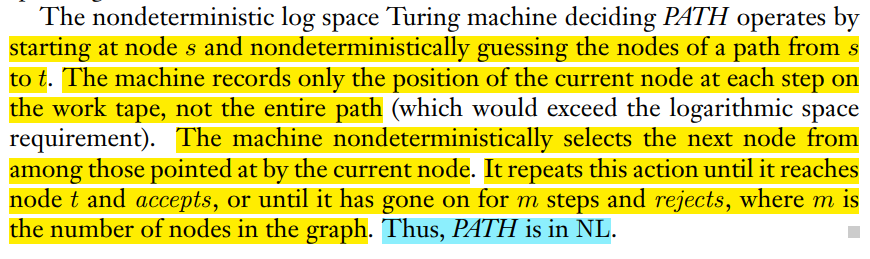 The nondeterministic log space Turing machine deciding PATH operates by
starting at node s and nondeterministically guessing the nodes of a path from s
to t. The machine records only the position of the current node at each step on
the work tape, not the entire path (which would exceed the logarithmic space
requirement). The machine nondeterministically selects the next node from
among those pointed at by the current node. It repeats this action until it reaches
node t and accepts, or until it has gone on for m steps and rejects, where m is
the number of nodes in the graph. Thus, PATH is in NL.